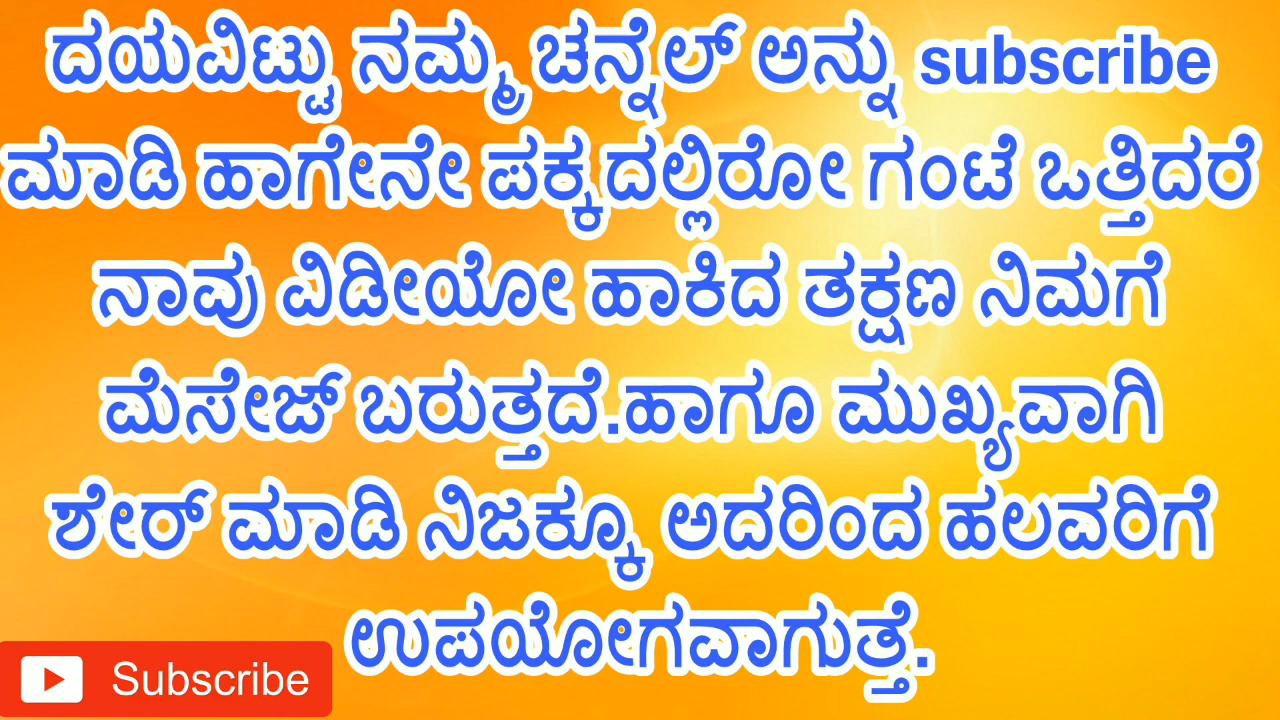 ದಯವಿಟ್ಟು ನಮ್ಮ ಚನ್ನೆಲ್ ಅನ್ನು subscribe
ಮಾಡಿ ಹಾಗೇನೇ ಪಕ್ಕದಲ್ಲಿರೋ ಗಂಟೆ ಒತ್ತಿದರೆ
ನಾವು ವಿಡೀಯೋ ಹಾಕಿದ ತಕ್ಷಣ ನಿಮಗೆ
ಮೆಸೇಜ್ ಬರುತ್ತದೆ.ಹಾಗೂ ಮುಖ್ಯವಾಗಿ
ಶೇರ್ ಮಾಡಿ ನಿಜಕ್ಕೂ ಅದರಿಂದ ಹಲವರಿಗೆ
ಉಪಯೋಗವಾಗುತ್ತೆ.
Subscribe